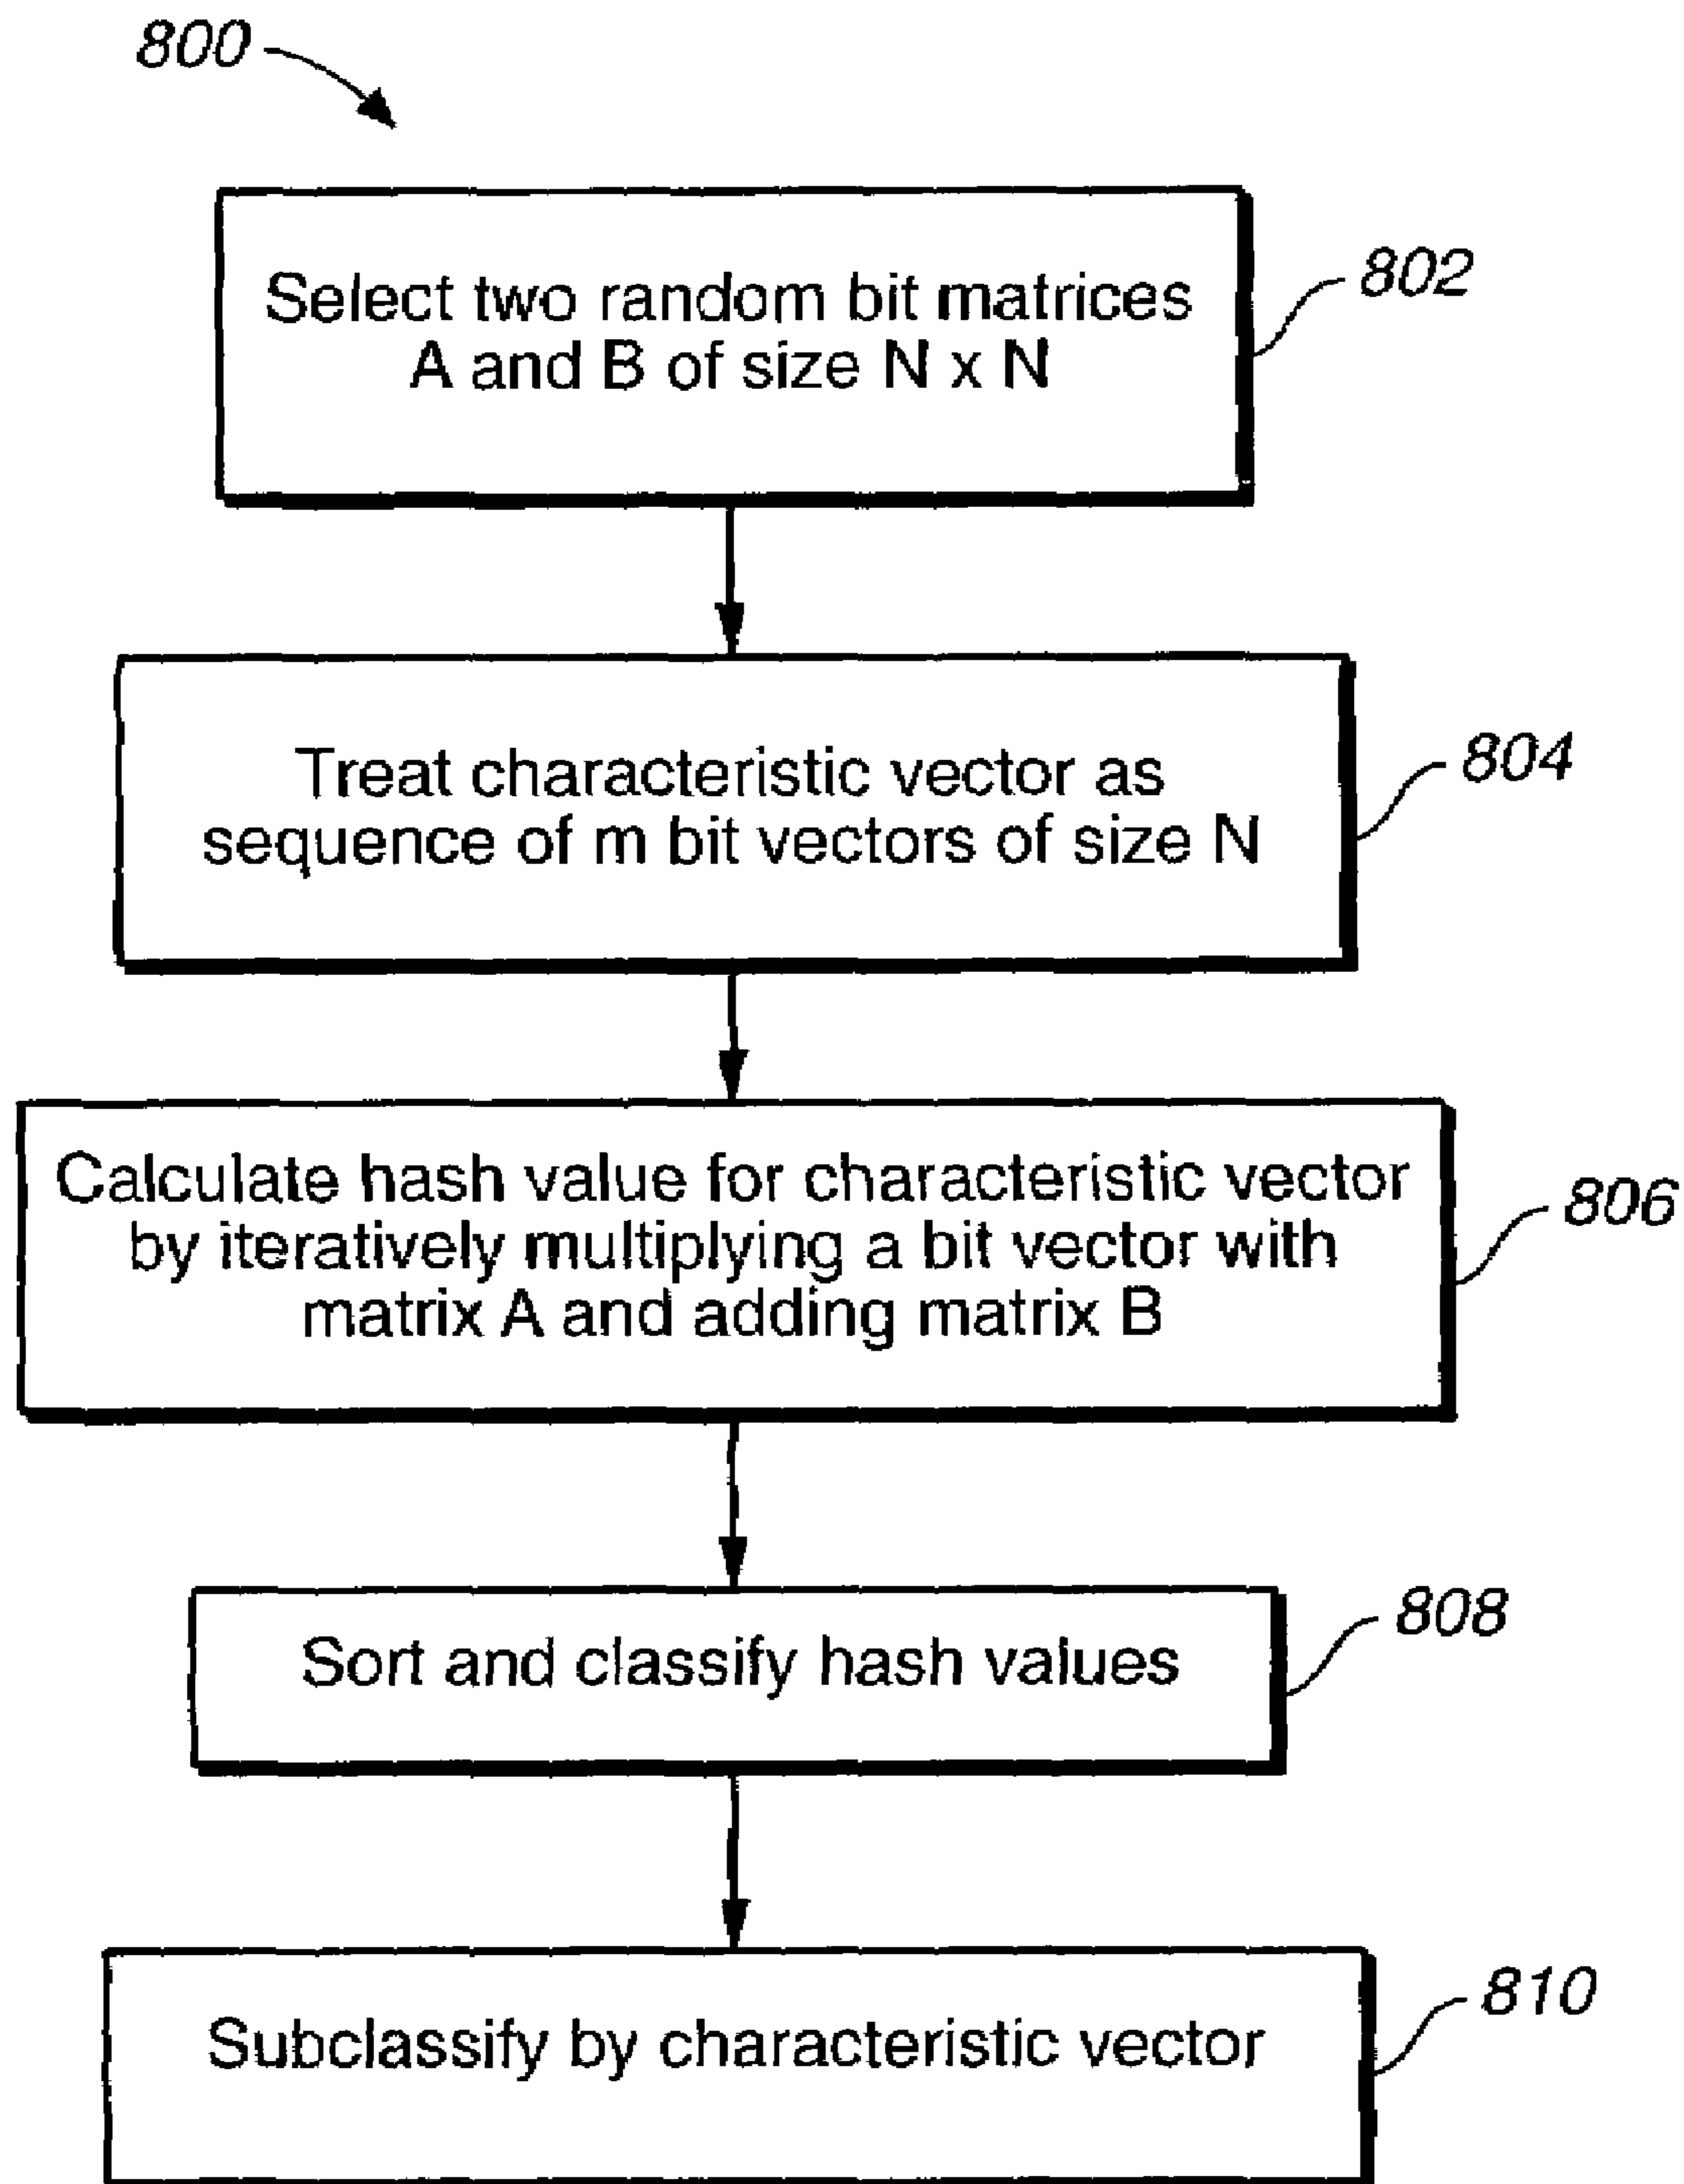 800
Select two random bit matrices
A and B of size N x N
802
Treat characteristic vector as
sequence of m bit vectors of size N
804
Calculate hash value for characteristic vector
by iteratively multiplying a bit vector with
matrix A and adding matrix B
806
Sort and classify hash values
808
Subclassify by characteristic vector
810